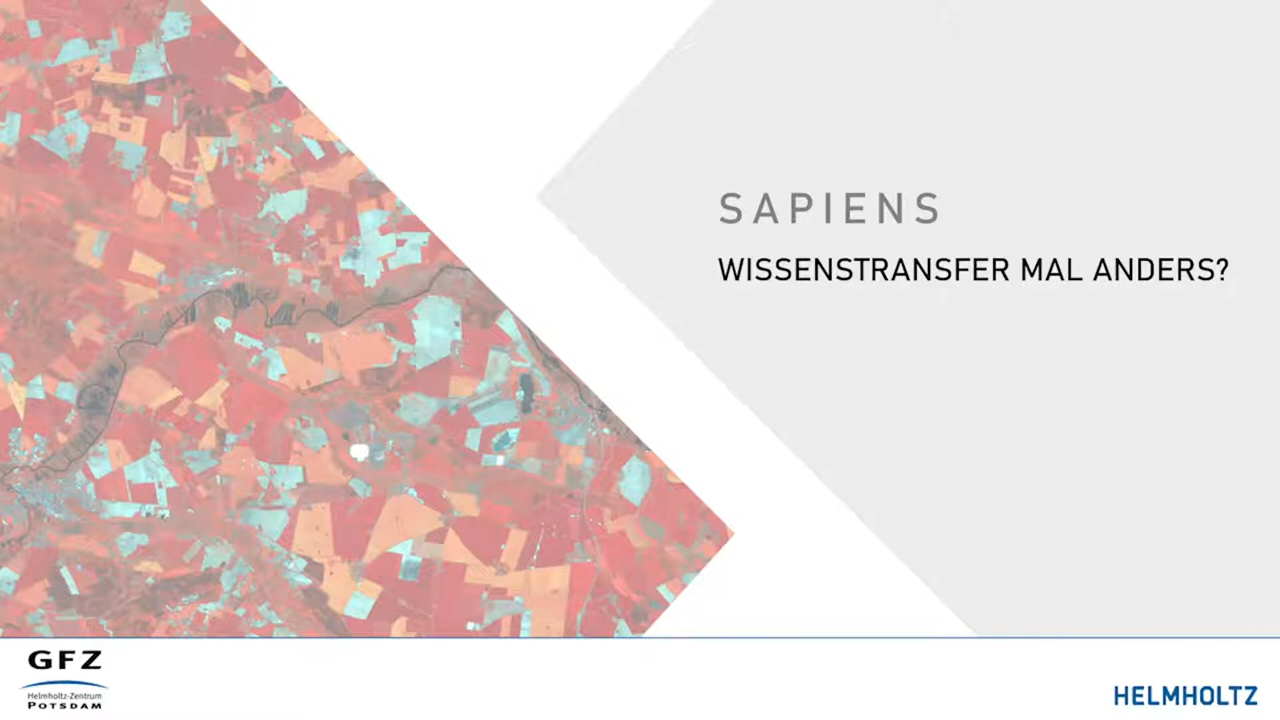 SAPIENS
WISSENSTRANSFER MAL ANDERS?
GFZ
Helmholtz-Zentrum
POTSDAM
HELMHOLTZ